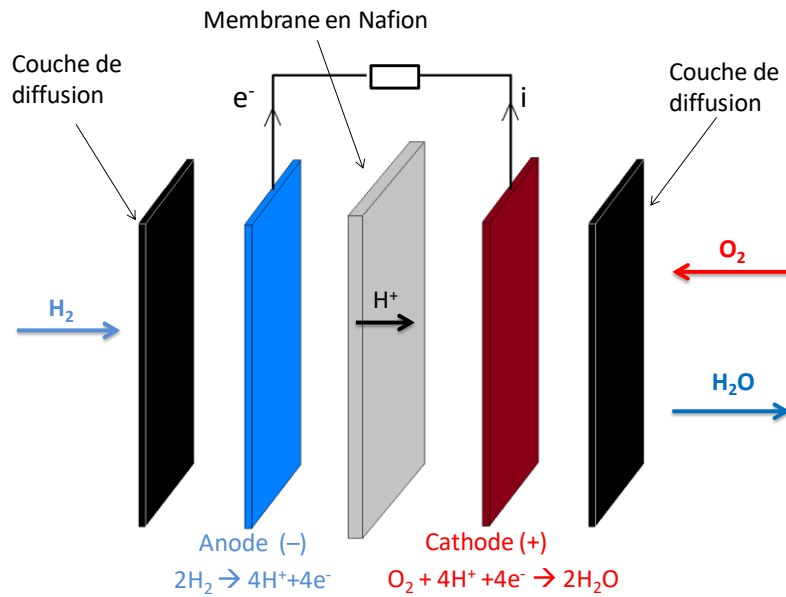 Membrane en Nafion
Couche de
diffusion
Couche de
diffusion
e⁻
i
O₂
H₂
H⁺
H₂O
Anode (–)
Cathode (+)
2H₂ → 4H⁺+4e⁻
O₂ + 4H⁺ +4e⁻ → 2H₂O